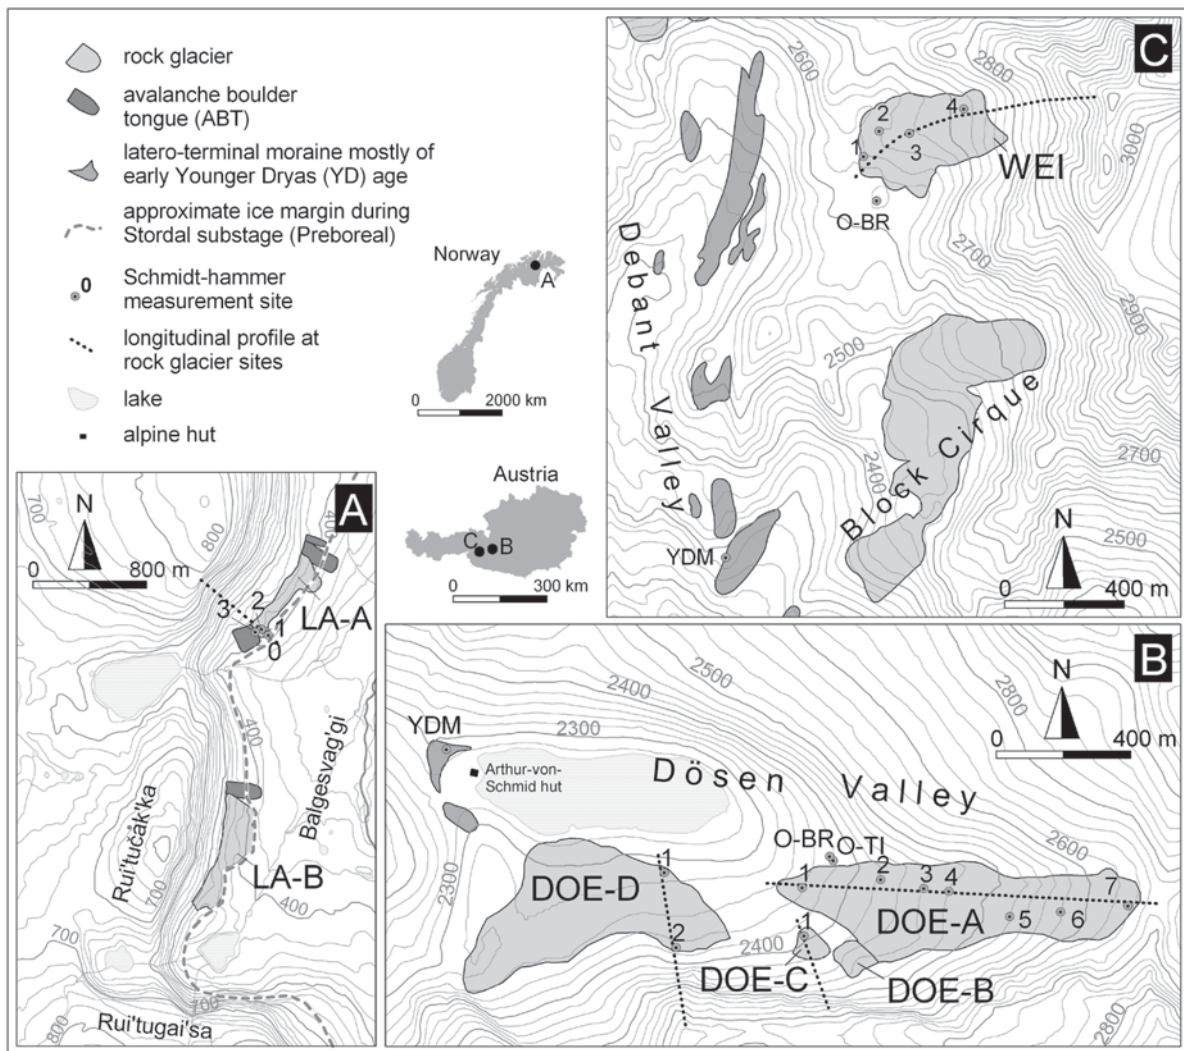 rock glacier
avalanche boulder
tongue (ABT)
latero-terminal moraine mostly of
early Younger Dryas (YD) age
approximate ice margin during
Stordal substage (Preboreal)
0
Schmidt-hammer
measurement site
longitudinal profile at
rock glacier sites
lake
alpine hut
Norway
A
0 2000 km
Austria
C B
0 300 km
A
700
N
800
400
0 800 m
3 2 1
LA-A
0
400
Balgesvag'gi
Rui'tučăk'ka
700
LA-B
400
700
700
800
Rui'tugai'sa
C
2600
2800
2
4
1
3
3000
WEI
O-BR
Debant Valley
2700
2900
2500
Block Cirque
2400
2700
N
2500
YDM
0 400 m
B
2500
2400
2800
N
YDM
2300
0 400 m
Arthur-von-
Schmid hut
Dösen Valley
2600
O-BR
O-TI
2300
1
DOE-D
1
2
3
4
7
DOE-A
5
6
2
2400
1
DOE-C
DOE-B
2800